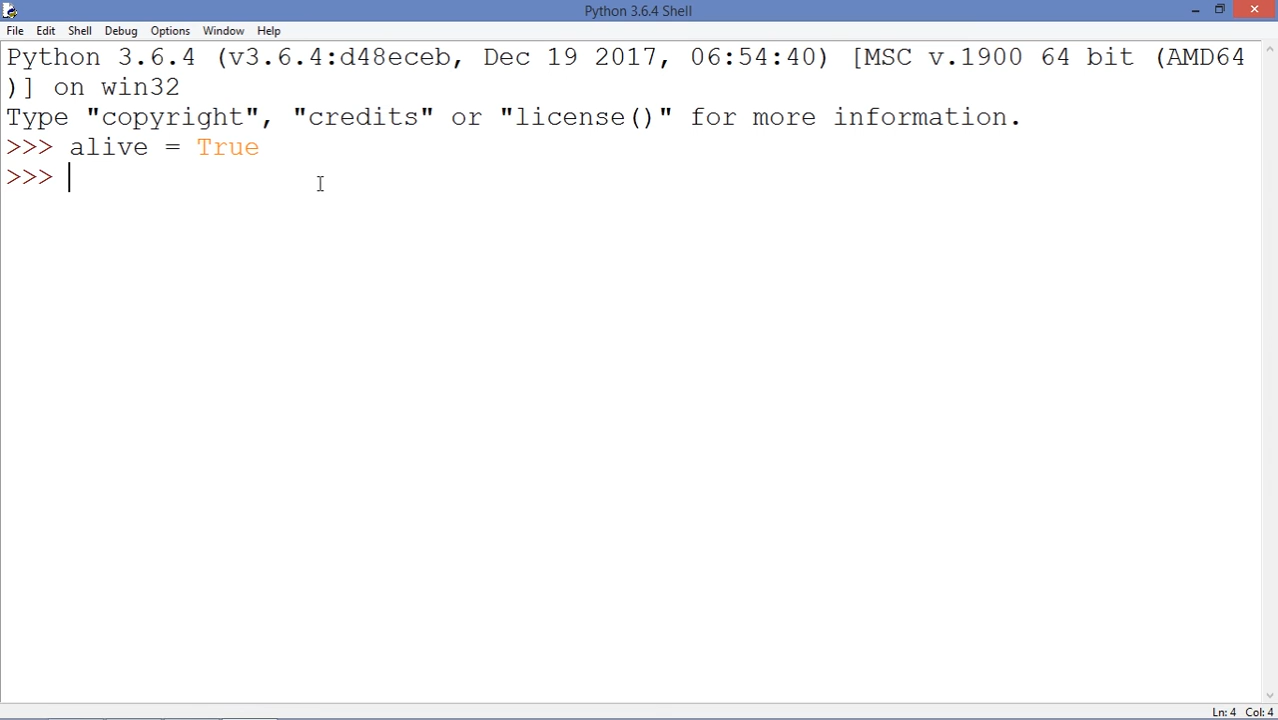 Python 3.6.4 Shell
File Edit Shell Debug Options Window Help
Python 3.6.4 (v3.6.4:d48eceb, Dec 19 2017, 06:54:40) [MSC v.1900 64 bit (AMD64
)] on win32
Type "copyright", "credits" or "license()" for more information.
>>> alive = True
>>>
Ln: 4 Col: 4